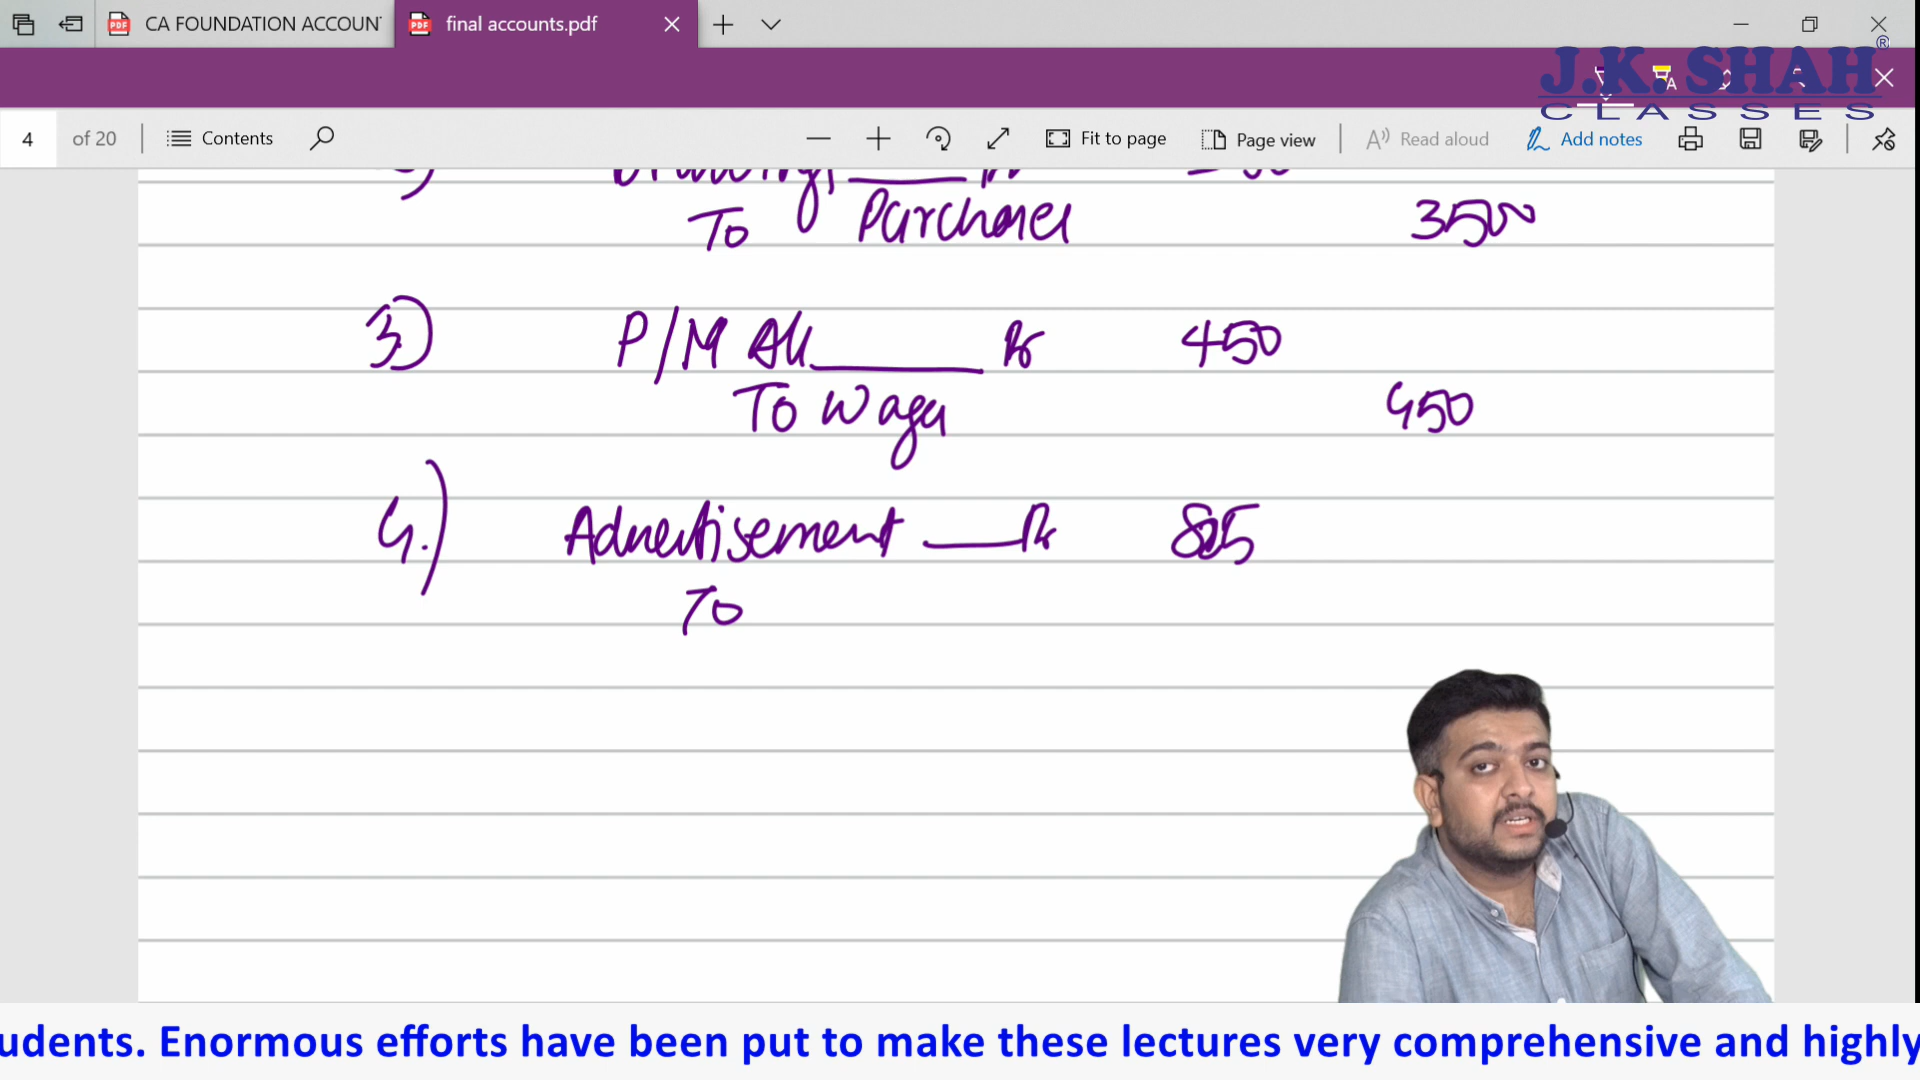 CA FOUNDATION ACCOUN
final accounts.pdf
J.K. SHAH ®
CLASSES
4 of 20 Contents Fit to page Page view Read aloud Add notes
To Purchases 3500
3) P/M A/c Dr 450
To Wages 450
4.) Advertisement Dr
To
udents. Enormous efforts have been put to make these lectures very comprehensive and highly